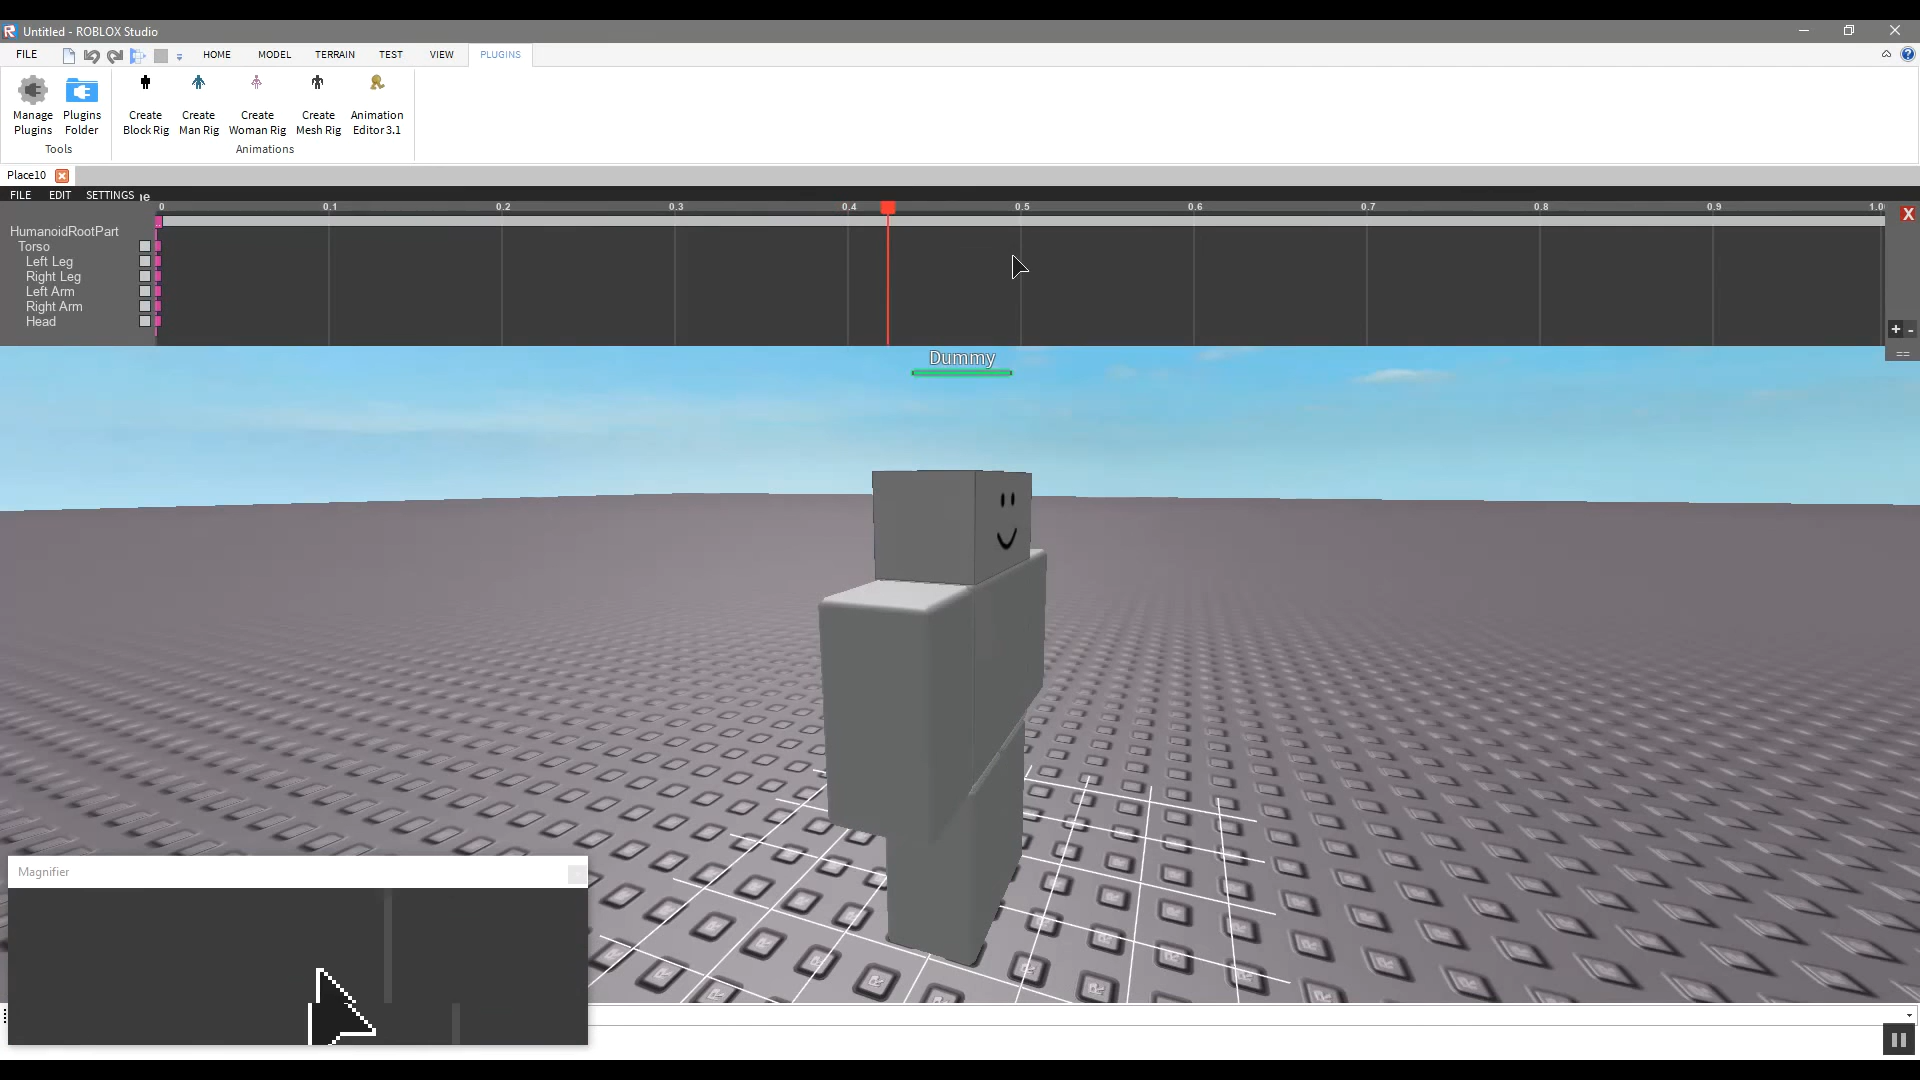 Untitled - ROBLOX Studio
FILE HOME MODEL TERRAIN TEST VIEW PLUGINS
Manage Plugins
Plugins Folder
Create Block Rig
Create Man Rig
Create Woman Rig
Create Mesh Rig
Animation Editor 3.1
Tools
Animations
Place10
FILE EDIT SETTINGS
0 0.1 0.2 0.3 0.4 0.5 0.6 0.7 0.8 0.9 1.0
X
HumanoidRootPart
Torso
Left Leg
Right Leg
Left Arm
Right Arm
Head
+ -
==
Dummy
Magnifier